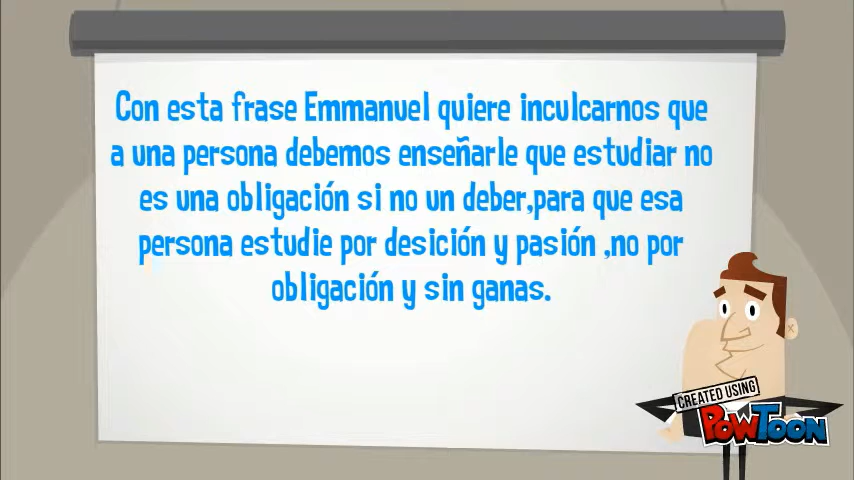 Con esta frase Emmanuel quiere inculcarnos que
a una persona debemos enseñarle que estudiar no
es una obligación si no un deber,para que esa
persona estudie por desición y pasión ,no por
obligación y sin ganas.
CREATED USING
POWTOON